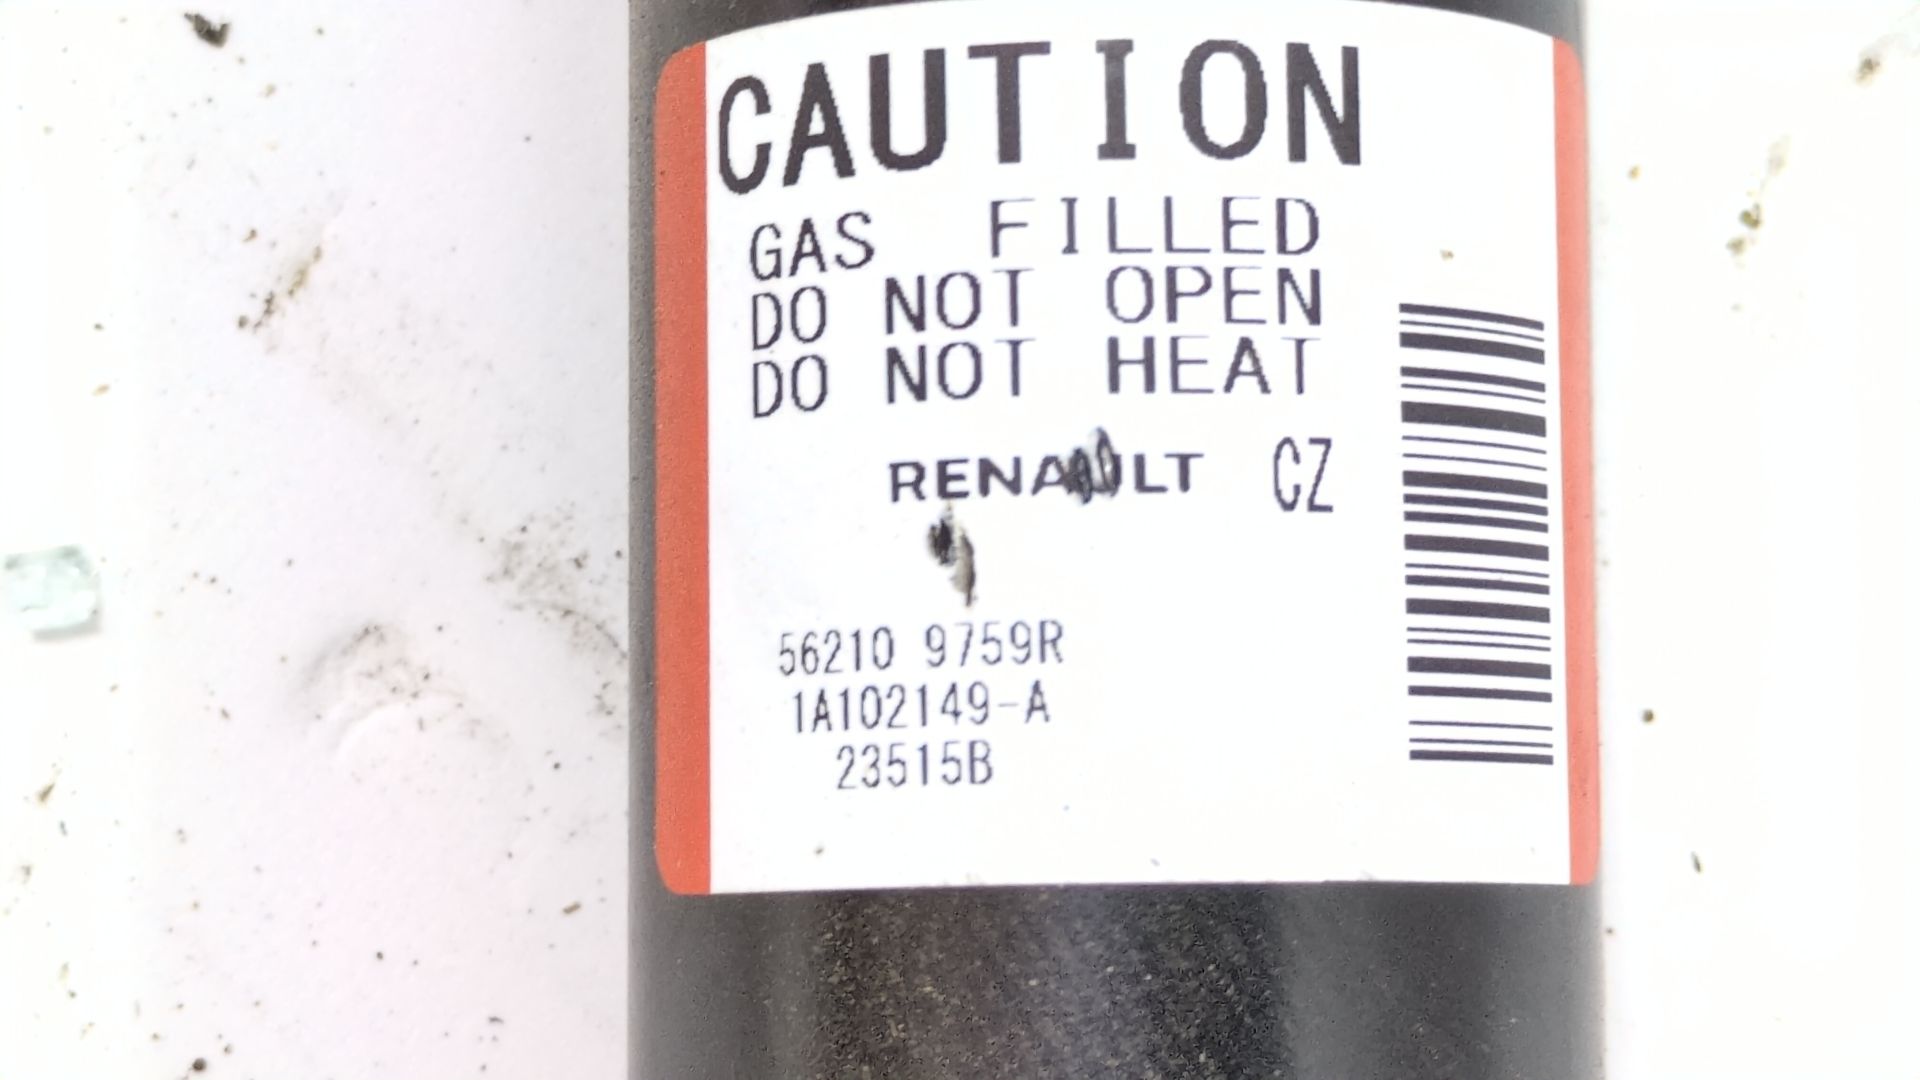 CAUTION
GAS FILLED
DO NOT OPEN
DO NOT HEAT
RENAULT CZ
56210 9759R
1A102149-A
23515B